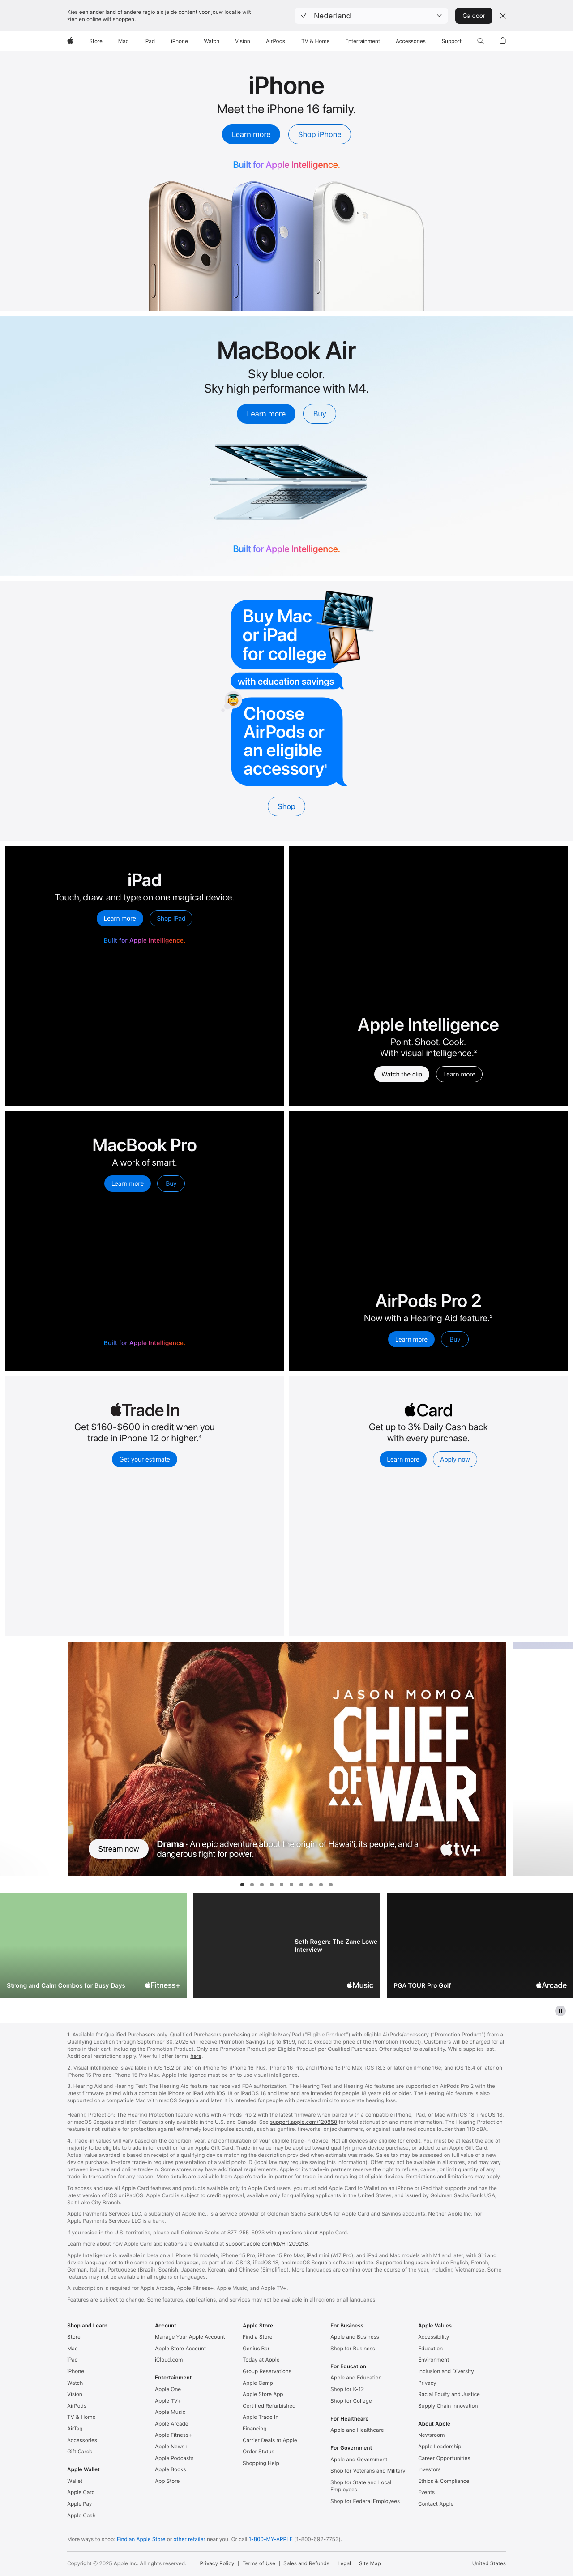 Kies een ander land of andere regio als je de content voor jouw locatie wilt
zien en online wilt shoppen.
Nederland
Ga door
Store
Mac
iPad
iPhone
Watch
Vision
AirPods
TV & Home
Entertainment
Accessories
Support
iPhone
Meet the iPhone 16 family.
Learn more
Shop iPhone
Built for Apple Intelligence.
MacBook Air
Sky blue color.
Sky high performance with M4.
Learn more
Buy
Built for Apple Intelligence.
Buy Mac
or iPad
for college
with education savings
Choose
AirPods or
an eligible
accessory¹
Shop
iPad
Touch, draw, and type on one magical device.
Learn more
Shop iPad
Built for Apple Intelligence.
Apple Intelligence
Point. Shoot. Cook.
With visual intelligence.²
Watch the clip
Learn more
MacBook Pro
A work of smart.
Learn more
Buy
Built for Apple Intelligence.
AirPods Pro 2
Now with a Hearing Aid feature.³
Learn more
Buy
Trade In
Get $160-$600 in credit when you
trade in iPhone 12 or higher.⁴
Get your estimate
Card
Get up to 3% Daily Cash back
with every purchase.
Learn more
Apply now
JASON MOMOA
CHIEF
OF
WAR
Stream now
Drama · An epic adventure about the origin of Hawai‘i, its people, and a
dangerous fight for power.
tv+
Strong and Calm Combos for Busy Days
Fitness+
Seth Rogen: The Zane Lowe
Interview
Music
PGA TOUR Pro Golf
Arcade
1. Available for Qualified Purchasers only. Qualified Purchasers purchasing an eligible Mac/iPad ("Eligible Product") with eligible AirPods/accessory ("Promotion Product") from a
Qualifying Location through September 30, 2025 will receive Promotion Savings (up to $199, not to exceed the price of the Promotion Product). Customers will be charged for all
items in their cart, including the Promotion Product. Only one Promotion Product per Eligible Product per Qualified Purchaser. Offer subject to availability. While supplies last.
Additional restrictions apply. View full offer terms here.
2. Visual intelligence is available in iOS 18.2 or later on iPhone 16, iPhone 16 Plus, iPhone 16 Pro, and iPhone 16 Pro Max; iOS 18.3 or later on iPhone 16e; and iOS 18.4 or later on
iPhone 15 Pro and iPhone 15 Pro Max. Apple Intelligence must be on to use visual intelligence.
3. Hearing Aid and Hearing Test: The Hearing Aid feature has received FDA authorization. The Hearing Test and Hearing Aid features are supported on AirPods Pro 2 with the
latest firmware paired with a compatible iPhone or iPad with iOS 18 or iPadOS 18 and later and are intended for people 18 years old or older. The Hearing Aid feature is also
supported on a compatible Mac with macOS Sequoia and later. It is intended for people with perceived mild to moderate hearing loss.
Hearing Protection: The Hearing Protection feature works with AirPods Pro 2 with the latest firmware when paired with a compatible iPhone, iPad, or Mac with iOS 18, iPadOS 18,
or macOS Sequoia and later. Feature is only available in the U.S. and Canada. See support.apple.com/120850 for total attenuation and more information. The Hearing Protection
feature is not suitable for protection against extremely loud impulse sounds, such as gunfire, fireworks, or jackhammers, or against sustained sounds louder than 110 dBA.
4. Trade-in values will vary based on the condition, year, and configuration of your eligible trade-in device. Not all devices are eligible for credit. You must be at least the age of
majority to be eligible to trade in for credit or for an Apple Gift Card. Trade-in value may be applied toward qualifying new device purchase, or added to an Apple Gift Card.
Actual value awarded is based on receipt of a qualifying device matching the description provided when estimate was made. Sales tax may be assessed on full value of a new
device purchase. In-store trade-in requires presentation of a valid photo ID (local law may require saving this information). Offer may not be available in all stores, and may vary
between in-store and online trade-in. Some stores may have additional requirements. Apple or its trade-in partners reserve the right to refuse, cancel, or limit quantity of any
trade-in transaction for any reason. More details are available from Apple's trade-in partner for trade-in and recycling of eligible devices. Restrictions and limitations may apply.
To access and use all Apple Card features and products available only to Apple Card users, you must add Apple Card to Wallet on an iPhone or iPad that supports and has the
latest version of iOS or iPadOS. Apple Card is subject to credit approval, available only for qualifying applicants in the United States, and issued by Goldman Sachs Bank USA,
Salt Lake City Branch.
Apple Payments Services LLC, a subsidiary of Apple Inc., is a service provider of Goldman Sachs Bank USA for Apple Card and Savings accounts. Neither Apple Inc. nor
Apple Payments Services LLC is a bank.
If you reside in the U.S. territories, please call Goldman Sachs at 877-255-5923 with questions about Apple Card.
Learn more about how Apple Card applications are evaluated at support.apple.com/kb/HT209218.
Apple Intelligence is available in beta on all iPhone 16 models, iPhone 15 Pro, iPhone 15 Pro Max, iPad mini (A17 Pro), and iPad and Mac models with M1 and later, with Siri and
device language set to the same supported language, as part of an iOS 18, iPadOS 18, and macOS Sequoia software update. Supported languages include English, French,
German, Italian, Portuguese (Brazil), Spanish, Japanese, Korean, and Chinese (Simplified). More languages are coming over the course of the year, including Vietnamese. Some
features may not be available in all regions or languages.
A subscription is required for Apple Arcade, Apple Fitness+, Apple Music, and Apple TV+.
Features are subject to change. Some features, applications, and services may not be available in all regions or all languages.
Shop and Learn
Store
Mac
iPad
iPhone
Watch
Vision
AirPods
TV & Home
AirTag
Accessories
Gift Cards
Apple Wallet
Wallet
Apple Card
Apple Pay
Apple Cash
Account
Manage Your Apple Account
Apple Store Account
iCloud.com
Entertainment
Apple One
Apple TV+
Apple Music
Apple Arcade
Apple Fitness+
Apple News+
Apple Podcasts
Apple Books
App Store
Apple Store
Find a Store
Genius Bar
Today at Apple
Group Reservations
Apple Camp
Apple Store App
Certified Refurbished
Apple Trade In
Financing
Carrier Deals at Apple
Order Status
Shopping Help
For Business
Apple and Business
Shop for Business
For Education
Apple and Education
Shop for K-12
Shop for College
For Healthcare
Apple and Healthcare
For Government
Apple and Government
Shop for Veterans and Military
Shop for State and Local
Employees
Shop for Federal Employees
Apple Values
Accessibility
Education
Environment
Inclusion and Diversity
Privacy
Racial Equity and Justice
Supply Chain Innovation
About Apple
Newsroom
Apple Leadership
Career Opportunities
Investors
Ethics & Compliance
Events
Contact Apple
More ways to shop: Find an Apple Store or other retailer near you. Or call 1-800-MY-APPLE (1-800-692-7753).
Copyright © 2025 Apple Inc. All rights reserved.
Privacy Policy
Terms of Use
Sales and Refunds
Legal
Site Map
United States